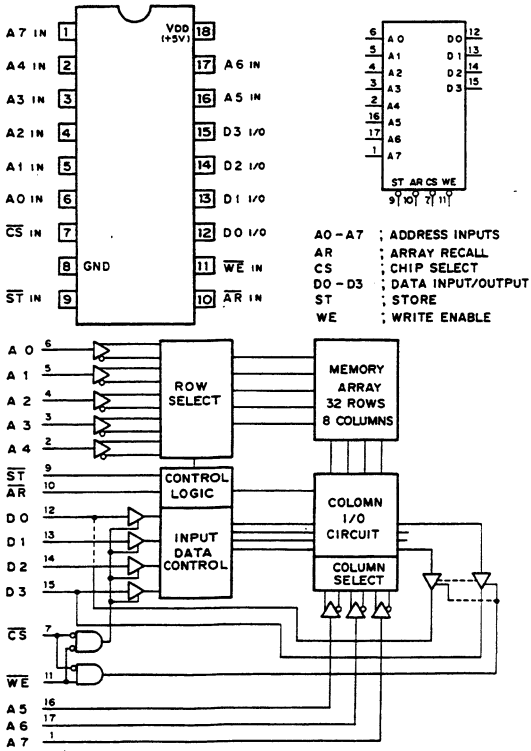 A7 IN 1
A4 IN 2
A3 IN 3
A2 IN 4
A1 IN 5
A0 IN 6
CS IN 7
8 GND
ST IN 9
VDD (+5V) 18
17 A6 IN
16 A5 IN
15 D3 I/O
14 D2 I/O
13 D1 I/O
12 D0 I/O
11 WE IN
10 AR IN
6 A0
5 A1
4 A2
3 A3
2 A4
16 A5
17 A6
1 A7
D0 12
D1 13
D2 14
D3 15
ST AR CS WE
9 10 7 11
A0-A7 ; ADDRESS INPUTS
AR ; ARRAY RECALL
CS ; CHIP SELECT
D0-D3 ; DATA INPUT/OUTPUT
ST ; STORE
WE ; WRITE ENABLE
A0 6
A1 5
A2 4
A3 3
A4 2
ST 9
AR 10
D0 12
D1 13
D2 14
D3 15
CS 7
WE 11
A5 16
A6 17
A7 1
ROW
SELECT
CONTROL
LOGIC
INPUT
DATA
CONTROL
MEMORY
ARRAY
32 ROWS
8 COLUMNS
COLOMN
I/O
CIRCUIT
COLUMN
SELECT